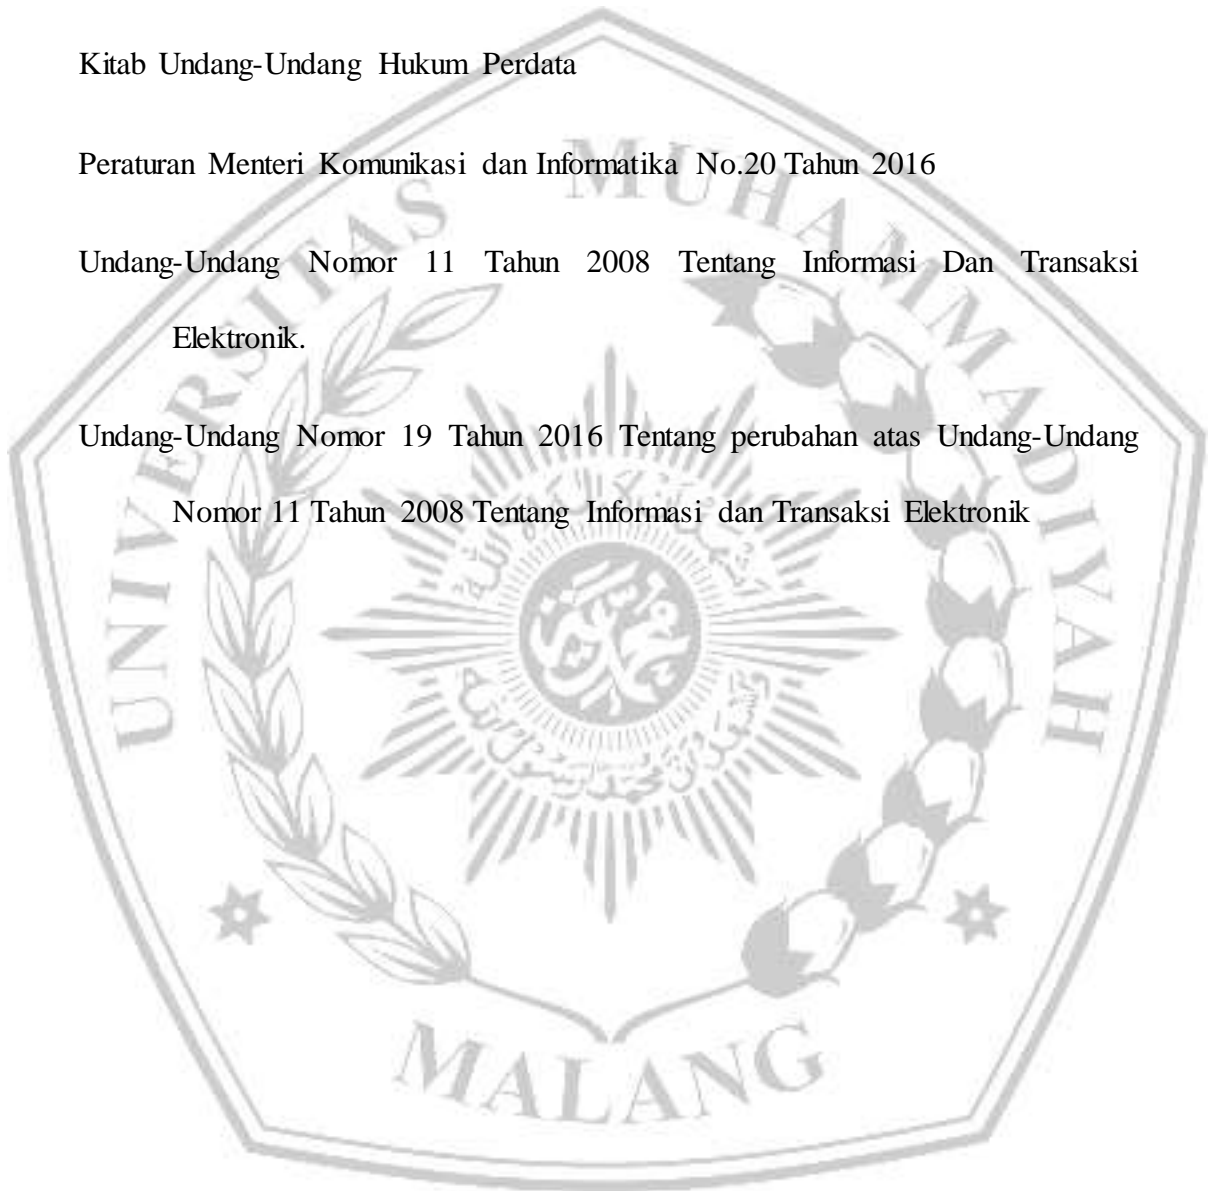 Kitab Undang-Undang Hukum Perdata
Peraturan Menteri Komunikasi dan Informatika No.20 Tahun 2016
Undang-Undang Nomor 11 Tahun 2008 Tentang Informasi Dan Transaksi
Elektronik.
Undang-Undang Nomor 19 Tahun 2016 Tentang perubahan atas Undang-Undang
Nomor 11 Tahun 2008 Tentang Informasi dan Transaksi Elektronik
UNIVERSITAS MUHAMMADIYAH
MALANG